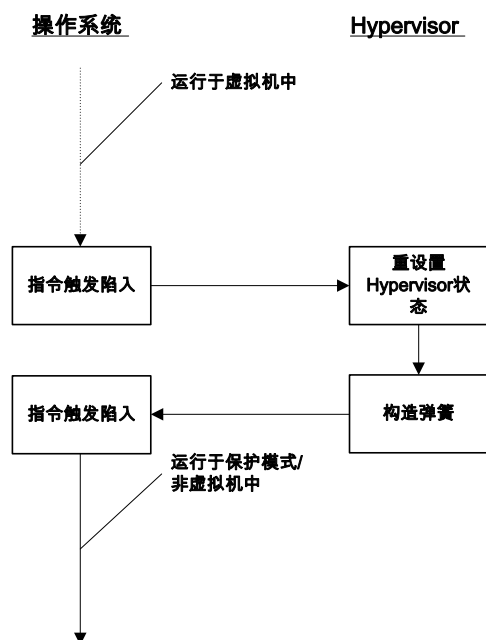 操作系统
Hypervisor
运行于虚拟机中
指令触发陷入
重设置
Hypervisor状
态
指令触发陷入
构造弹簧
运行于保护模式/
非虚拟机中